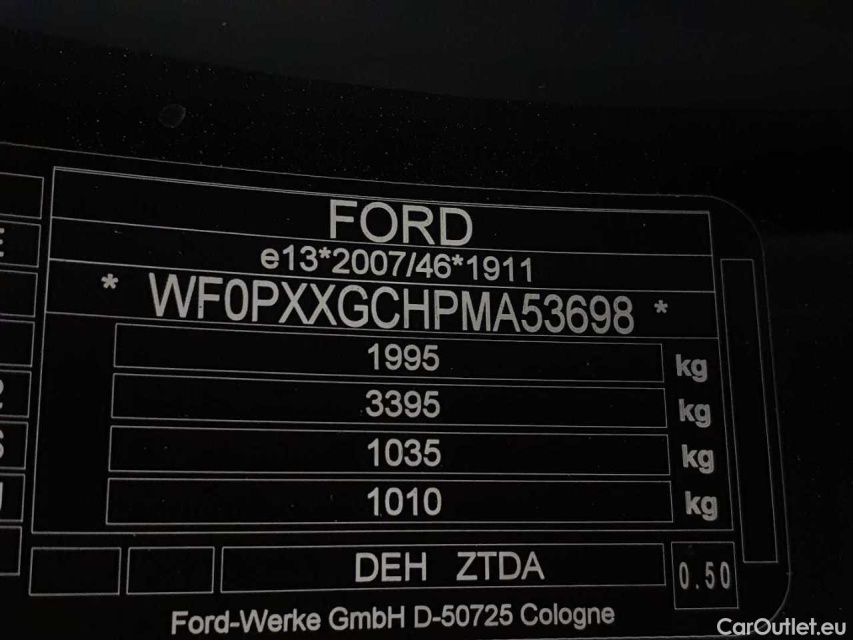 FORD
e13*2007/46*1911
* WF0PXXGCHPMA53698 *
1995 kg
3395 kg
1035 kg
1010 kg
DEH ZTDA 0.50
Ford-Werke GmbH D-50725 Cologne
CarOutlet.eu